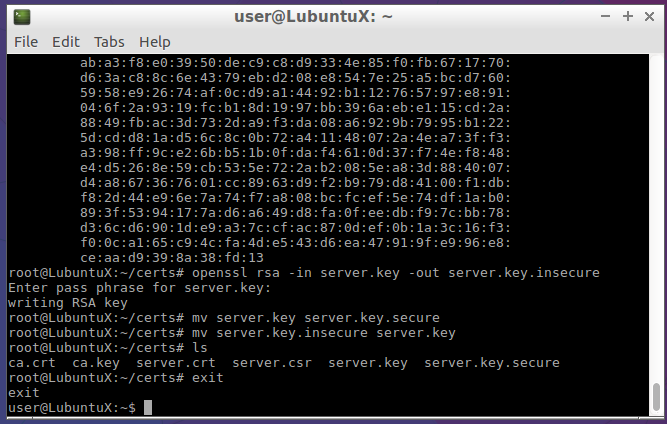 user@LubuntuX: ~
File Edit Tabs Help
ab:a3:f8:e0:39:50:de:c9:c8:d9:33:4e:85:f0:fb:67:17:70:
d6:3a:c8:8c:6e:43:79:eb:d2:08:e8:54:7e:25:a5:bc:d7:60:
59:58:e9:26:74:af:0c:d9:a1:44:92:b1:12:76:57:97:e8:91:
04:6f:2a:93:19:fc:b1:8d:19:97:bb:39:6a:eb:e1:15:cd:2a:
88:49:fb:ac:3d:73:2d:a9:f3:da:08:a6:92:9b:79:95:b1:22:
5d:cd:d8:1a:d5:6c:8c:0b:72:a4:11:48:07:2a:4e:a7:3f:f3:
a3:98:ff:9c:e2:6b:b5:1b:0f:da:f4:61:0d:37:f7:4e:f8:48:
e4:d5:26:8e:59:cb:53:5e:72:2a:b2:08:5e:a8:3d:88:40:07:
d4:a8:67:36:76:01:cc:89:63:d9:f2:b9:79:d8:41:00:f1:db:
f8:2d:44:e9:6e:7a:74:f7:a8:08:bc:fc:ef:5e:74:df:1a:b0:
89:3f:53:94:17:7a:d6:a6:49:d8:fa:0f:ee:db:f9:7c:bb:78:
d3:6c:d6:90:1d:e9:a3:7c:cf:ac:87:0d:ef:0b:1a:3c:16:f3:
f0:0c:a1:65:c9:4c:fa:4d:e5:43:d6:ea:47:91:9f:e9:96:e8:
ce:aa:d9:39:8a:38:fd:13
root@LubuntuX:~/certs# openssl rsa -in server.key -out server.key.insecure
Enter pass phrase for server.key:
writing RSA key
root@LubuntuX:~/certs# mv server.key server.key.secure
root@LubuntuX:~/certs# mv server.key.insecure server.key
root@LubuntuX:~/certs# ls
ca.crt ca.key server.crt server.csr server.key server.key.secure
root@LubuntuX:~/certs# exit
exit
user@LubuntuX:~$